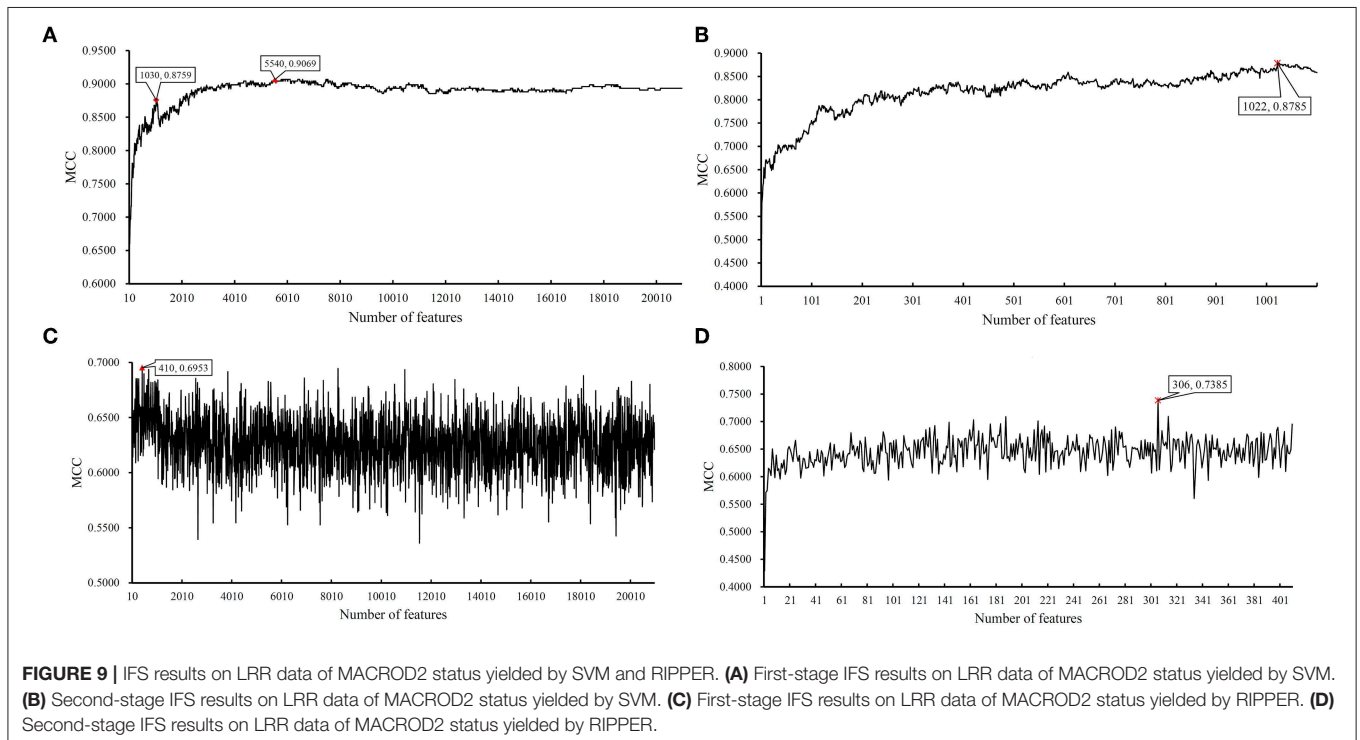 A
0.9500
0.9000
0.8500
0.8000
0.7500
0.7000
0.6500
0.6000
MCC
1030, 0.8759
5540, 0.9069
10 2010 4010 6010 8010 10010 12010 14010 16010 18010 20010
Number of features
B
0.9000
0.8500
0.8000
0.7500
0.7000
0.6500
0.6000
0.5500
0.5000
0.4500
0.4000
MCC
1022, 0.8785
1 101 201 301 401 501 601 701 801 901 1001
Number of features
C
0.7000
0.6500
0.6000
0.5500
0.5000
MCC
410, 0.6953
10 2010 4010 6010 8010 10010 12010 14010 16010 18010 20010
Number of features
D
0.8000
0.7500
0.7000
0.6500
0.6000
0.5500
0.5000
0.4500
0.4000
MCC
306, 0.7385
1 21 41 61 81 101 121 141 161 181 201 221 241 261 281 301 321 341 361 381 401
Number of features
FIGURE 9 | IFS results on LRR data of MACROD2 status yielded by SVM and RIPPER. (A) First-stage IFS results on LRR data of MACROD2 status yielded by SVM.
(B) Second-stage IFS results on LRR data of MACROD2 status yielded by SVM. (C) First-stage IFS results on LRR data of MACROD2 status yielded by RIPPER. (D)
Second-stage IFS results on LRR data of MACROD2 status yielded by RIPPER.